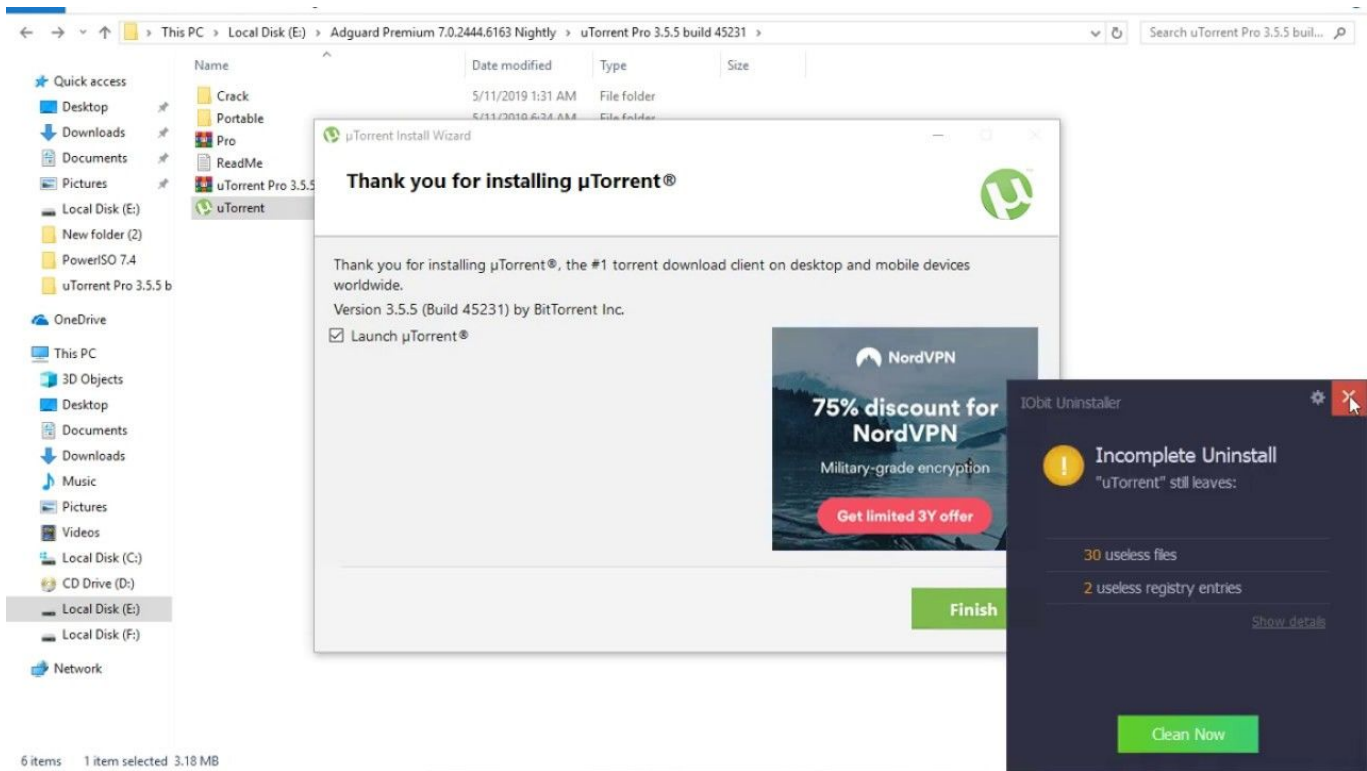 This PC > Local Disk (E:) > Adguard Premium 7.0.2444.6163 Nightly > uTorrent Pro 3.5.5 build 45231 >
Search uTorrent Pro 3.5.5 buil...
Name Date modified Type Size
Quick access
Desktop
Downloads
Documents
Pictures
Local Disk (E:)
New folder (2)
PowerISO 7.4
uTorrent Pro 3.5.5 b
OneDrive
This PC
3D Objects
Desktop
Documents
Downloads
Music
Pictures
Videos
Local Disk (C:)
CD Drive (D:)
Local Disk (E:)
Local Disk (F:)
Network
Crack 5/11/2019 1:31 AM File folder
Portable 5/11/2019 6:34 AM File folder
Pro
ReadMe
uTorrent Pro 3.5.5
uTorrent
µTorrent Install Wizard
Thank you for installing µTorrent®
Thank you for installing µTorrent®, the #1 torrent download client on desktop and mobile devices
worldwide.
Version 3.5.5 (Build 45231) by BitTorrent Inc.
Launch µTorrent®
NordVPN
75% discount for
NordVPN
Military-grade encryption
Get limited 3Y offer
Finish
IObit Uninstaller
Incomplete Uninstall
"uTorrent" still leaves:
30 useless files
2 useless registry entries
Show details
Clean Now
6 items 1 item selected 3.18 MB